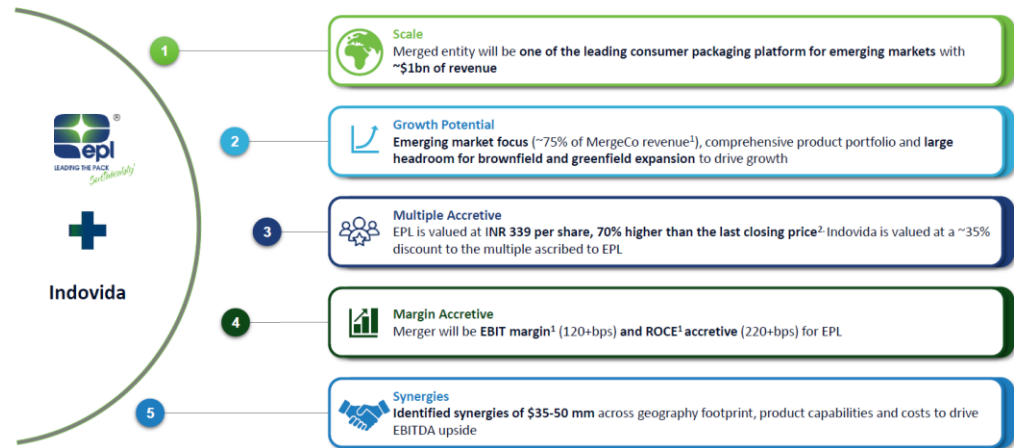 epl
®
LEADING THE PACK
Sustainably!
Indovida
1
Scale
Merged entity will be one of the leading consumer packaging platform for emerging markets with
~$1bn of revenue
2
Growth Potential
Emerging market focus (~75% of MergeCo revenue1), comprehensive product portfolio and large
headroom for brownfield and greenfield expansion to drive growth
3
Multiple Accretive
EPL is valued at INR 339 per share, 70% higher than the last closing price2. Indovida is valued at a ~35%
discount to the multiple ascribed to EPL
4
Margin Accretive
Merger will be EBIT margin1 (120+bps) and ROCE1 accretive (220+bps) for EPL
5
Synergies
Identified synergies of $35-50 mm across geography footprint, product capabilities and costs to drive
EBITDA upside